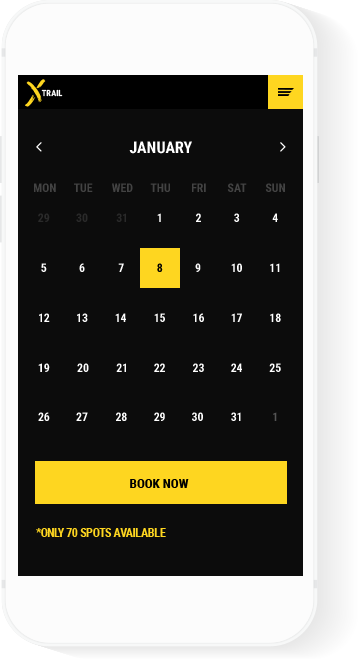 X TRAIL
JANUARY
MON TUE WED THU FRI SAT SUN
29 30 31 1 2 3 4
5 6 7 8 9 10 11
12 13 14 15 16 17 18
19 20 21 22 23 24 25
26 27 28 29 30 31 1
BOOK NOW
*ONLY 70 SPOTS AVAILABLE